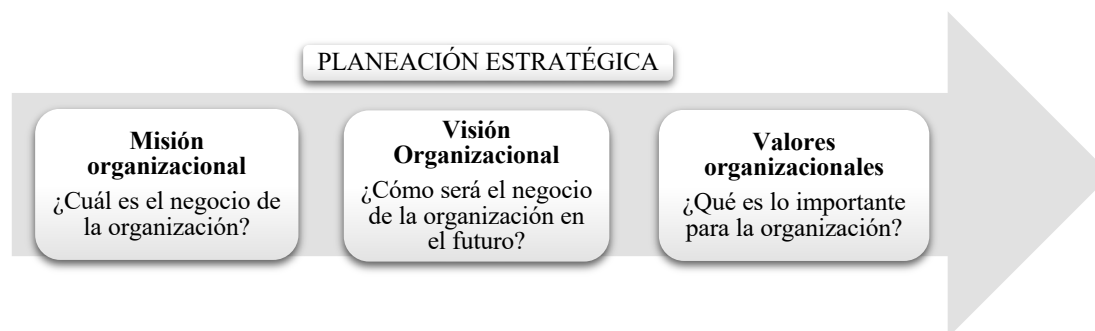 PLANEACIÓN ESTRATÉGICA
Misión
organizacional
¿Cuál es el negocio de
la organización?
Visión
Organizacional
¿Cómo será el negocio
de la organización en
el futuro?
Valores
organizacionales
¿Qué es lo importante
para la organización?